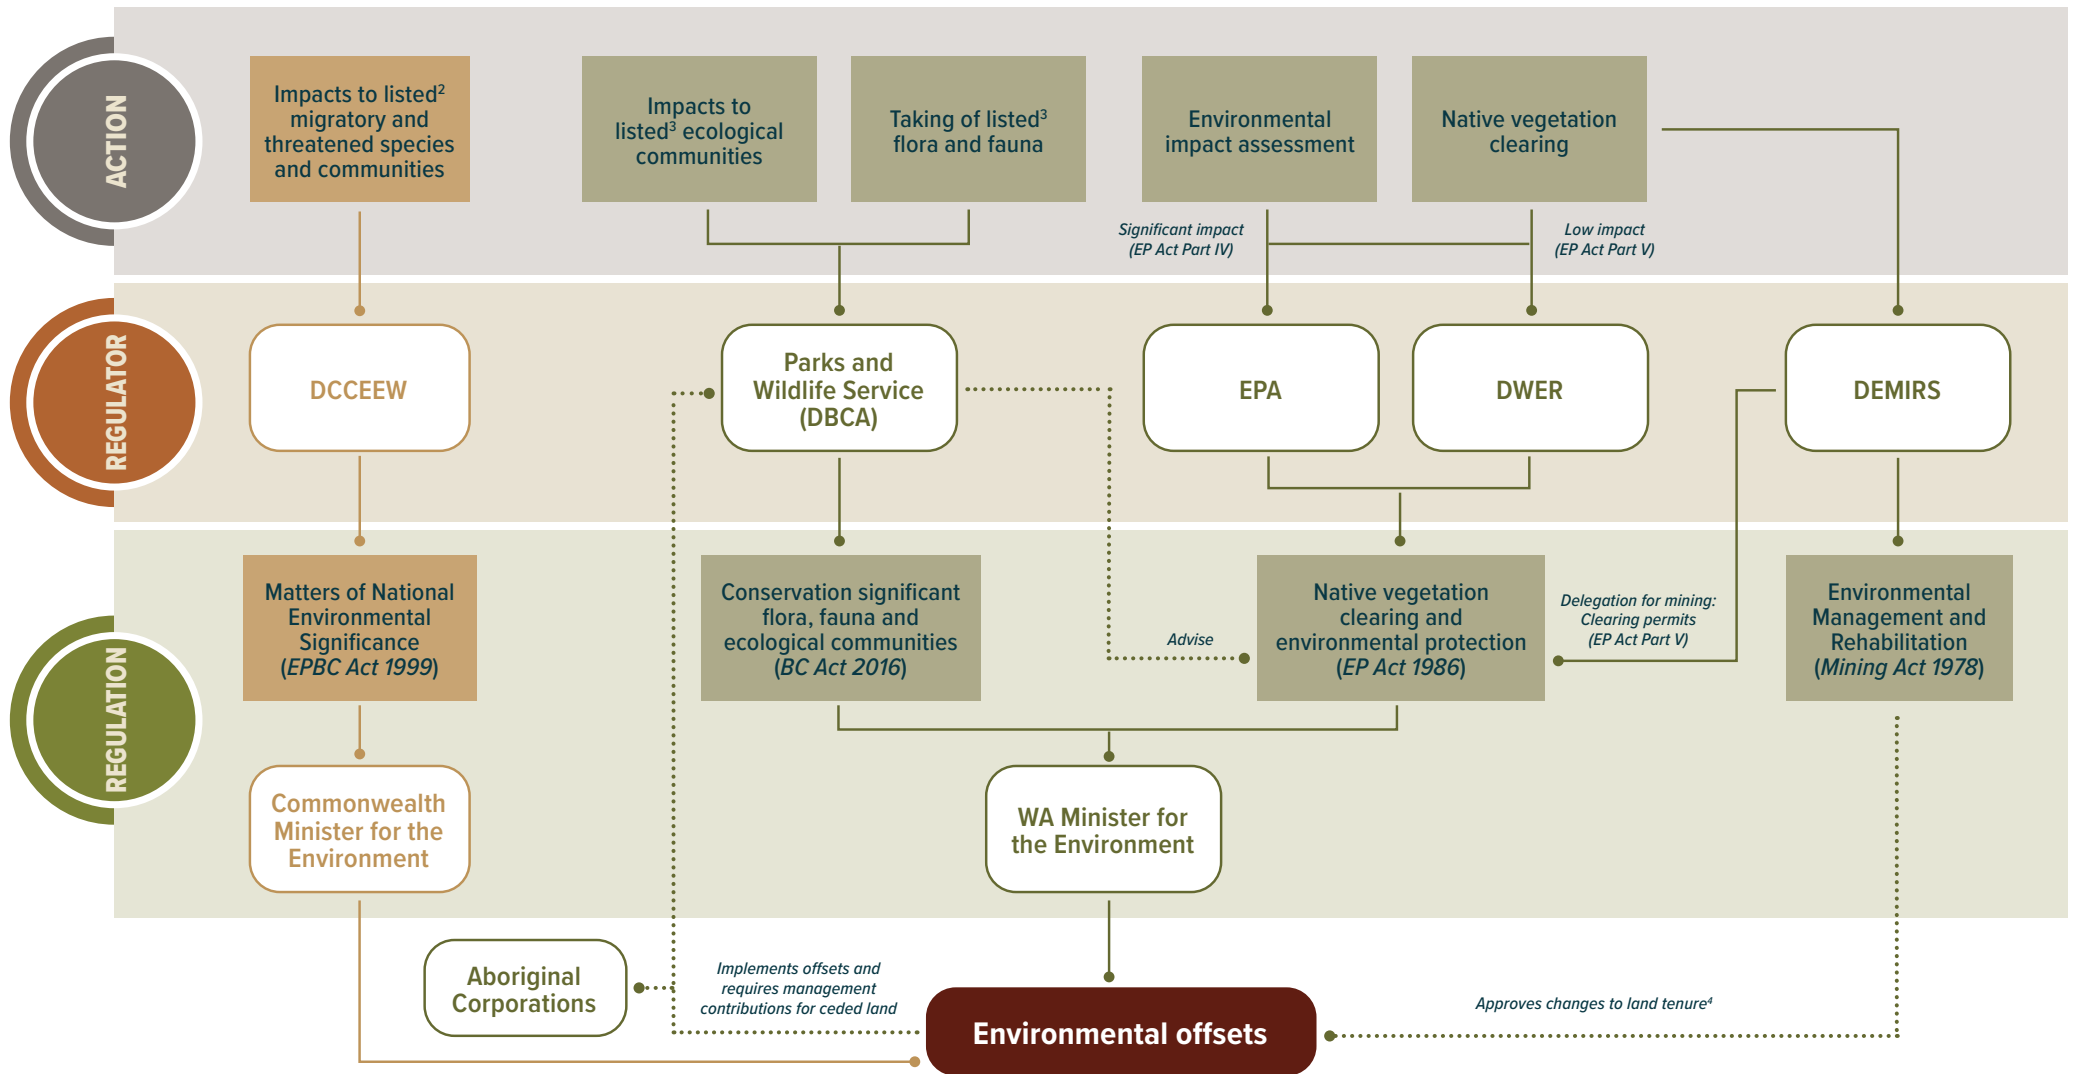 ACTION
Impacts to listed²
migratory and
threatened species
and communities
Impacts to
listed³ ecological
communities
Taking of listed³
flora and fauna
Environmental
impact assessment
Native vegetation
clearing
Significant impact
(EP Act Part IV)
Low impact
(EP Act Part V)
REGULATOR
DCCEEW
Parks and
Wildlife Service
(DBCA)
EPA
DWER
DEMIRS
REGULATION
Matters of National
Environmental
Significance
(EPBC Act 1999)
Conservation significant
flora, fauna and
ecological communities
(BC Act 2016)
Advise
Native vegetation
clearing and
environmental protection
(EP Act 1986)
Delegation for mining:
Clearing permits
(EP Act Part V)
Environmental
Management and
Rehabilitation
(Mining Act 1978)
Commonwealth
Minister for the
Environment
WA Minister for
the Environment
Aboriginal
Corporations
Implements offsets and
requires management
contributions for ceded land
Environmental offsets
Approves changes to land tenure⁴